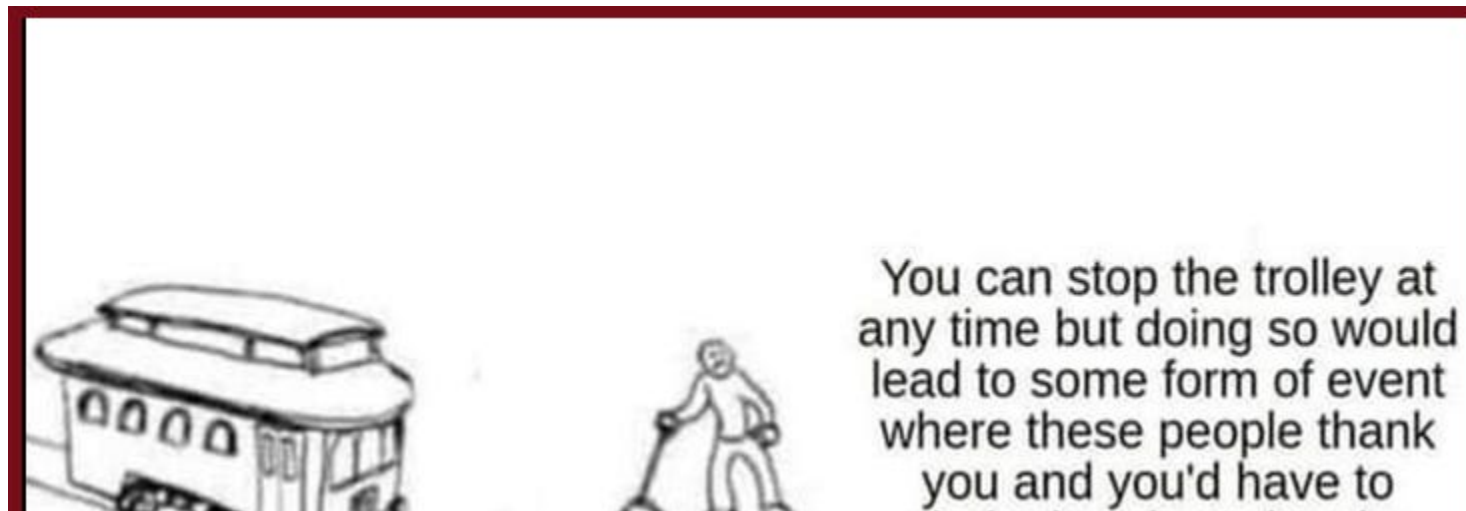 You can stop the trolley at
any time but doing so would
lead to some form of event
where these people thank
you and you'd have to